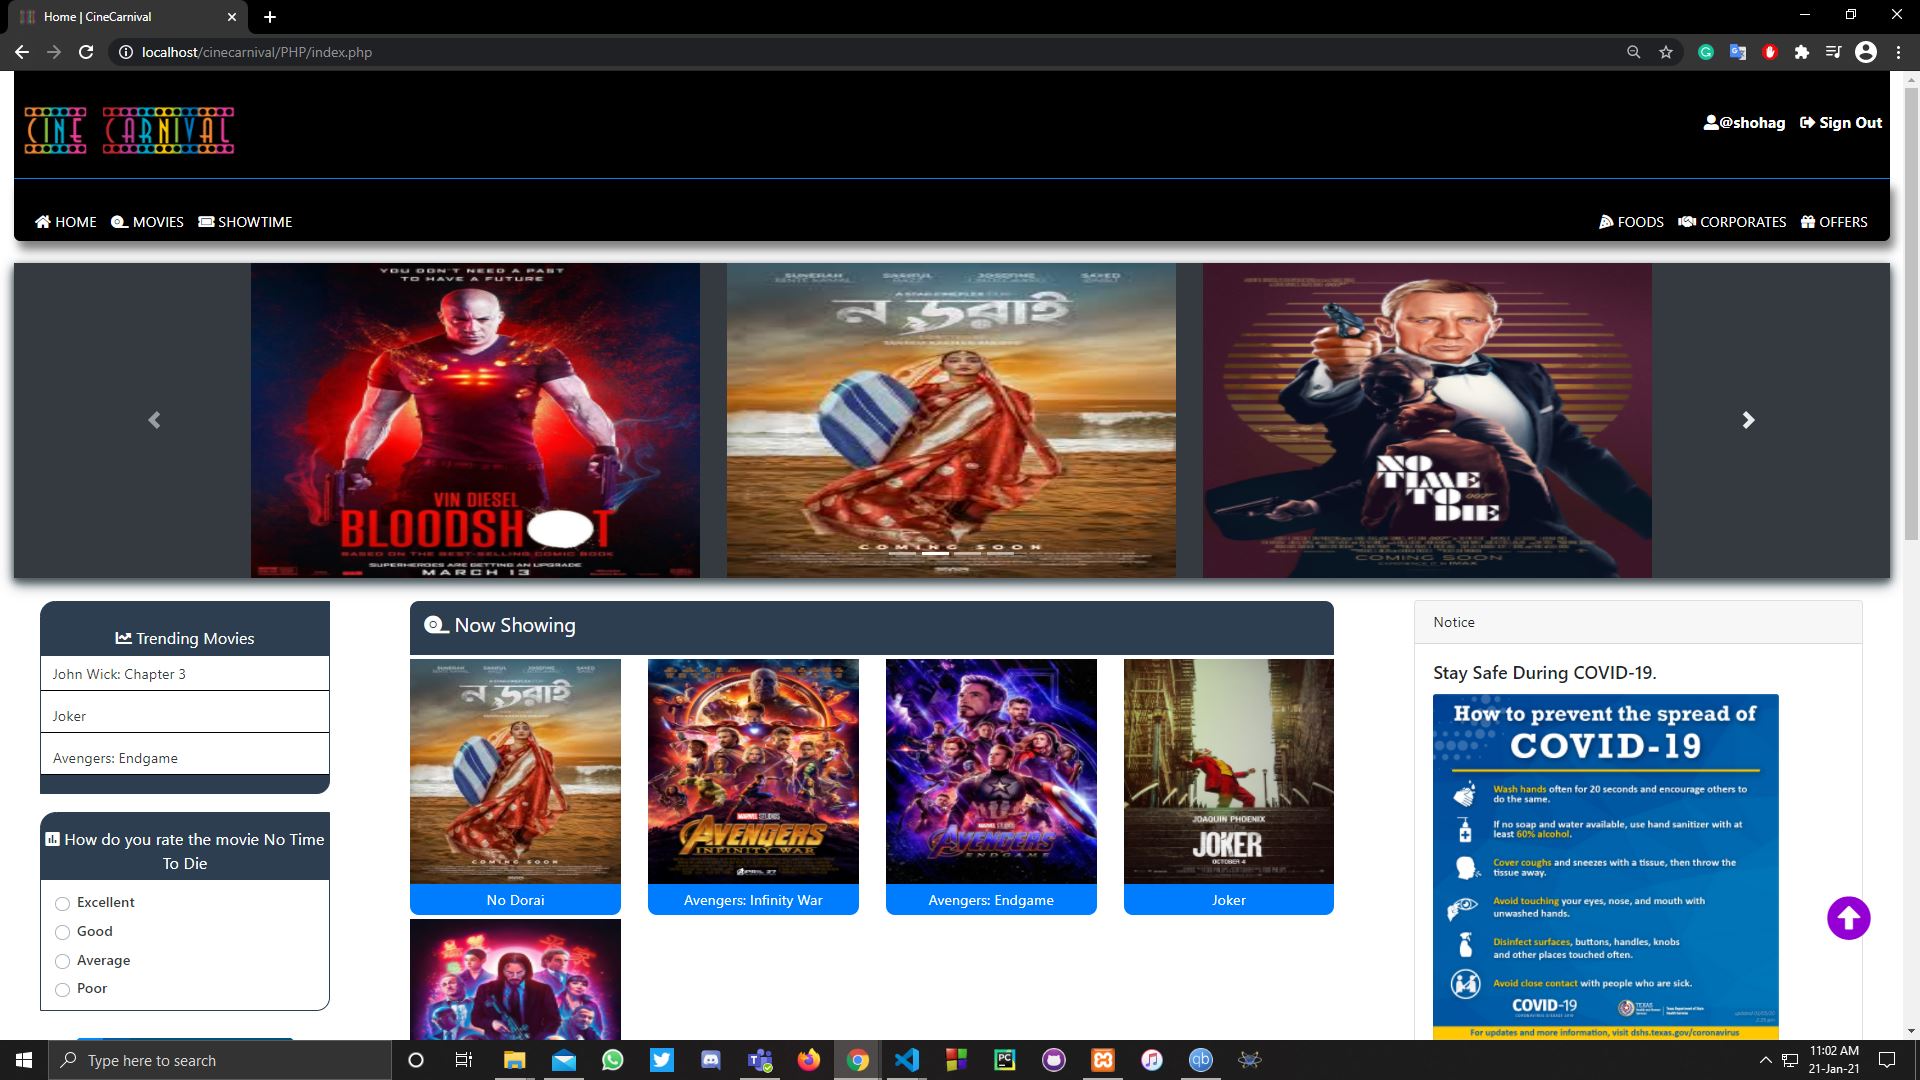 Home | CineCarnival
localhost/cinecarnival/PHP/index.php
CINE CARNIVAL
@shohag
Sign Out
HOME
MOVIES
SHOWTIME
FOODS
CORPORATES
OFFERS
YOU DON'T NEED A PAST
TO HAVE A FUTURE
VIN DIESEL
BLOODSHOT
BASED ON THE BEST-SELLING COMIC BOOK
SUPERHEROES ARE GETTING AN UPGRADE
MARCH 13
ন ডরাই
COMING SOON
NO
TIME
TO 007
DIE
COMING SOON
Trending Movies
John Wick: Chapter 3
Joker
Avengers: Endgame
How do you rate the movie No Time
To Die
Excellent
Good
Average
Poor
Now Showing
ন ডরাই
COMING SOON
No Dorai
MARVEL STUDIOS
AVENGERS
INFINITY WAR
APRIL 27
Avengers: Infinity War
MARVEL STUDIOS
AVENGERS
ENDGAME
Avengers: Endgame
JOAQUIN PHOENIX
JOKER
OCTOBER 4
Joker
Notice
Stay Safe During COVID-19.
How to prevent the spread of
COVID-19
Wash hands often for 20 seconds and encourage others to
do the same.
If no soap and water available, use hand sanitizer with at
least 60% alcohol.
Cover coughs and sneezes with a tissue, then throw the
tissue away.
Avoid touching your eyes, nose, and mouth with
unwashed hands.
Disinfect surfaces, buttons, handles, knobs
and other places touched often.
Avoid close contact with people who are sick.
COVID-19
TEXAS
For updates and more information, visit dshs.texas.gov/coronavirus
Type here to search
11:02 AM
21-Jan-21